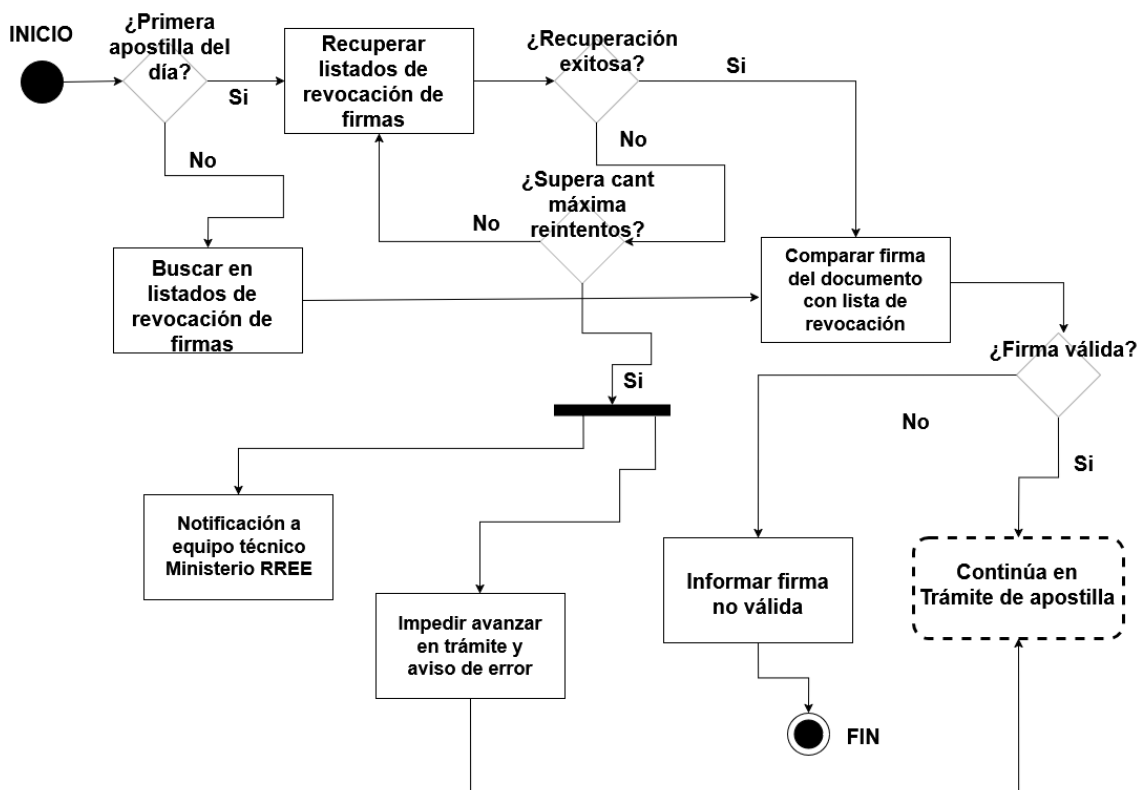 INICIO
¿Primera
apostilla del
día?
Si
No
Recuperar
listados de
revocación de
firmas
¿Recuperación
exitosa?
Si
No
¿Supera cant
máxima
reintentos?
No
Si
Buscar en
listados de
revocación de
firmas
Comparar firma
del documento
con lista de
revocación
¿Firma válida?
No
Si
Notificación a
equipo técnico
Ministerio RREE
Impedir avanzar
en trámite y
aviso de error
Informar firma
no válida
Continúa en
Trámite de apostilla
FIN